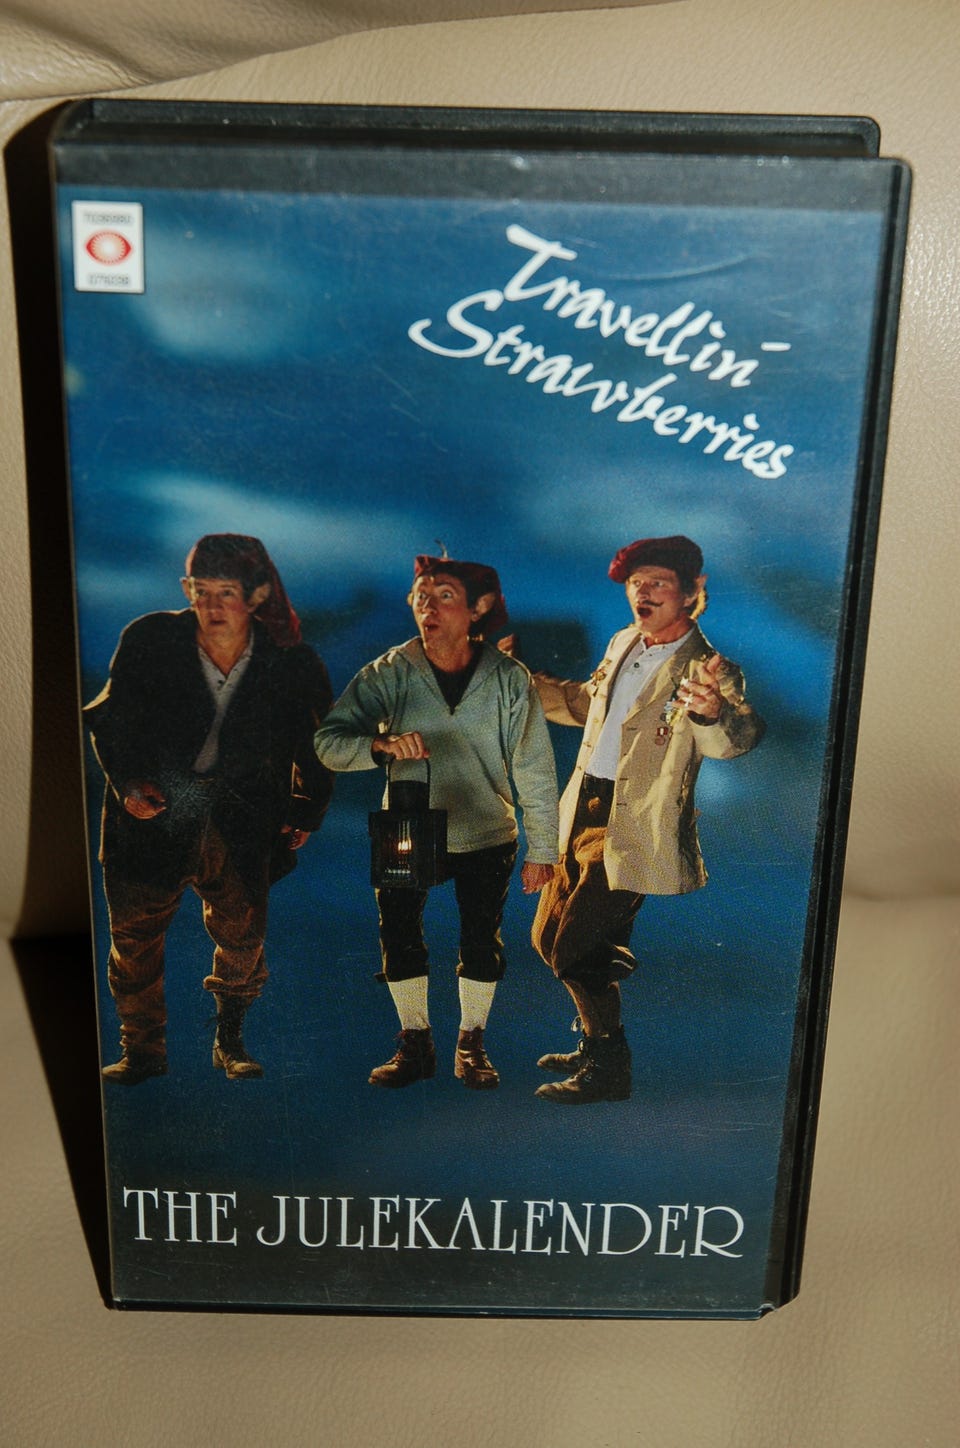 Travellin'
Strawberries
THE JULEKALENDER